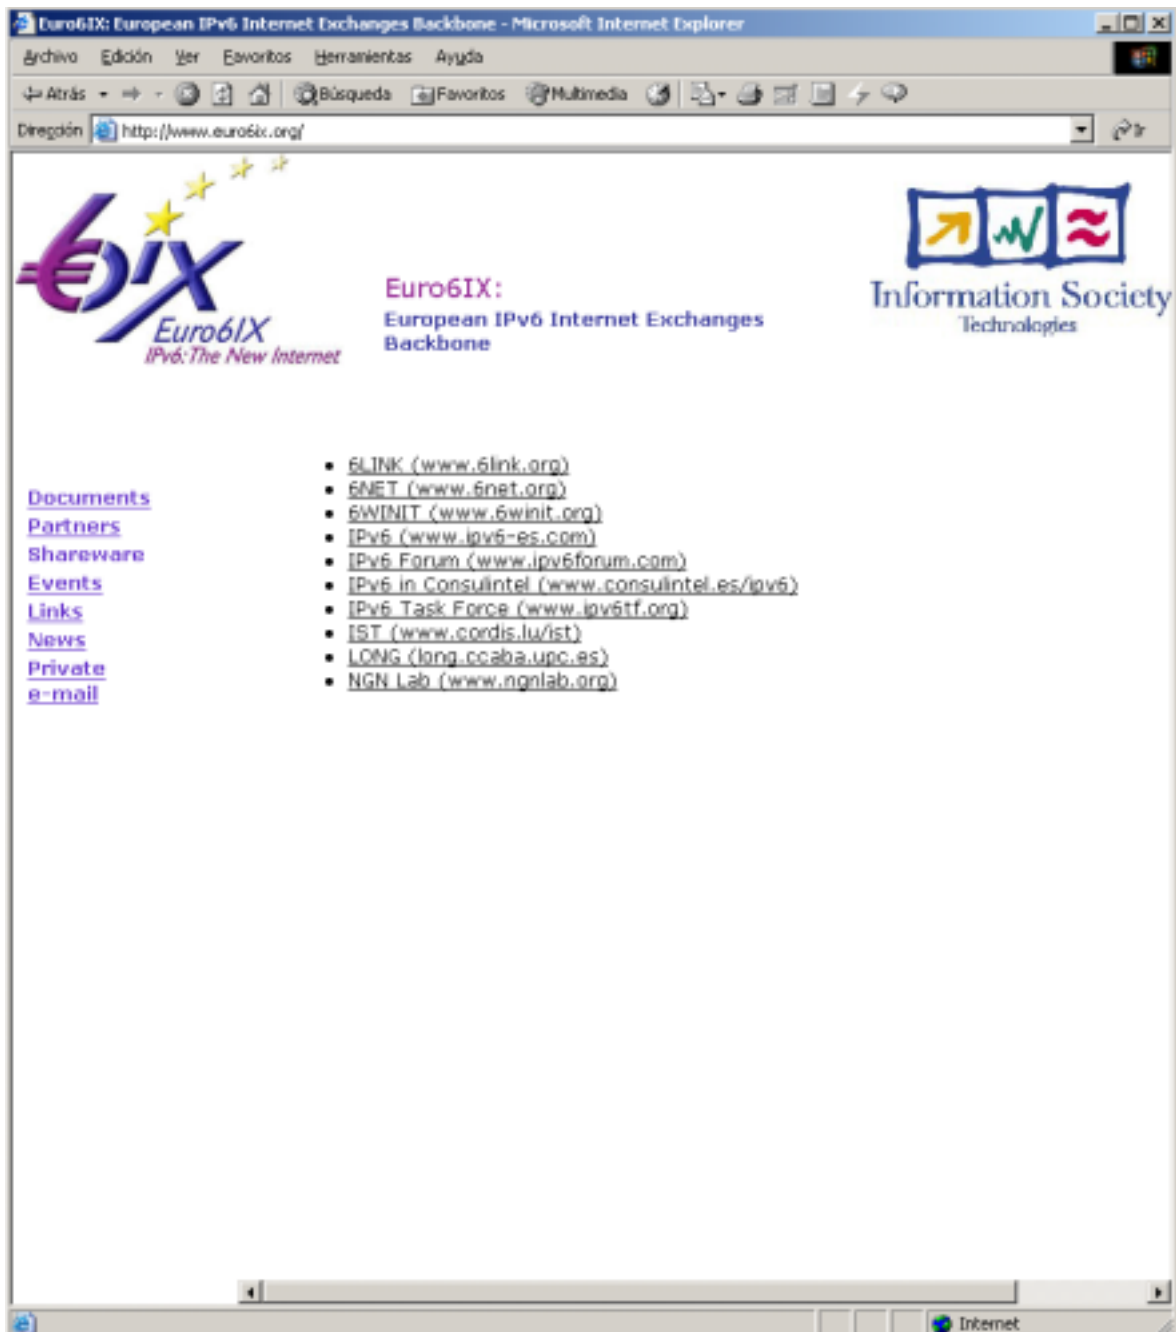 Euro6IX: European IPv6 Internet Exchanges Backbone - Microsoft Internet Explorer
Archivo Edición Ver Favoritos Herramientas Ayuda
Atrás Búsqueda Favoritos Multimedia
Dirección http://www.euro6ix.org/ Ir
6IX
Euro6IX
IPv6: The New Internet
Euro6IX:
European IPv6 Internet Exchanges
Backbone
Information Society
Technologies
Documents
Partners
Shareware
Events
Links
News
Private
e-mail
6LINK (www.6link.org)
6NET (www.6net.org)
6WINIT (www.6winit.org)
IPv6 (www.ipv6-es.com)
IPv6 Forum (www.ipv6forum.com)
IPv6 in Consulintel (www.consulintel.es/ipv6)
IPv6 Task Force (www.ipv6tf.org)
IST (www.cordis.lu/ist)
LONG (long.ccaba.upc.es)
NGN Lab (www.ngnlab.org)
Internet